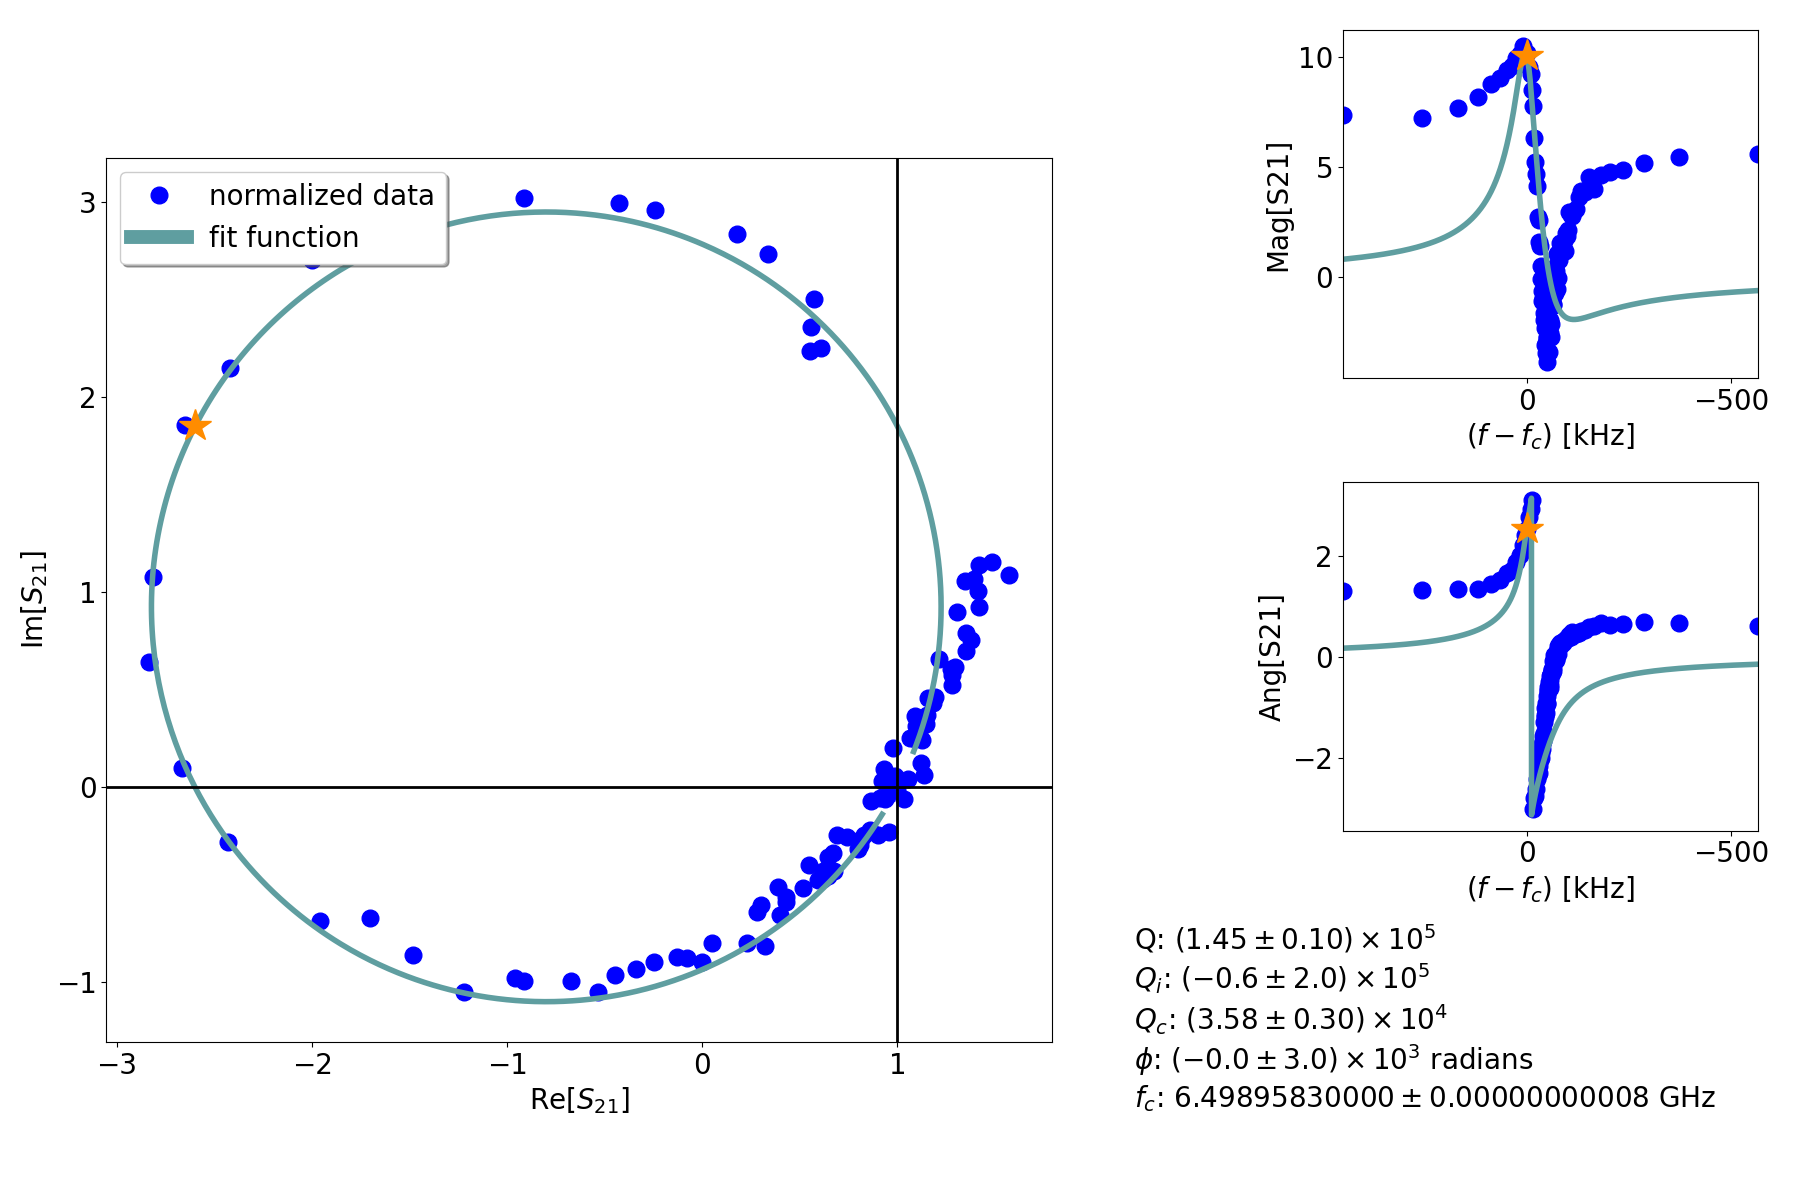 normalized data
fit function
3
2
1
0
−1
−3
−2
−1
0
1
Im[S21]
Re[S21]
10
5
0
Mag[S21]
0
−500
(f − fc) [kHz]
2
0
−2
Ang[S21]
0
−500
(f − fc) [kHz]
Q: (1.45 ± 0.10) × 10^5
Qi: (−0.6 ± 2.0) × 10^5
Qc: (3.58 ± 0.30) × 10^4
ϕ: (−0.0 ± 3.0) × 10^3 radians
fc: 6.49895830000 ± 0.00000000008 GHz